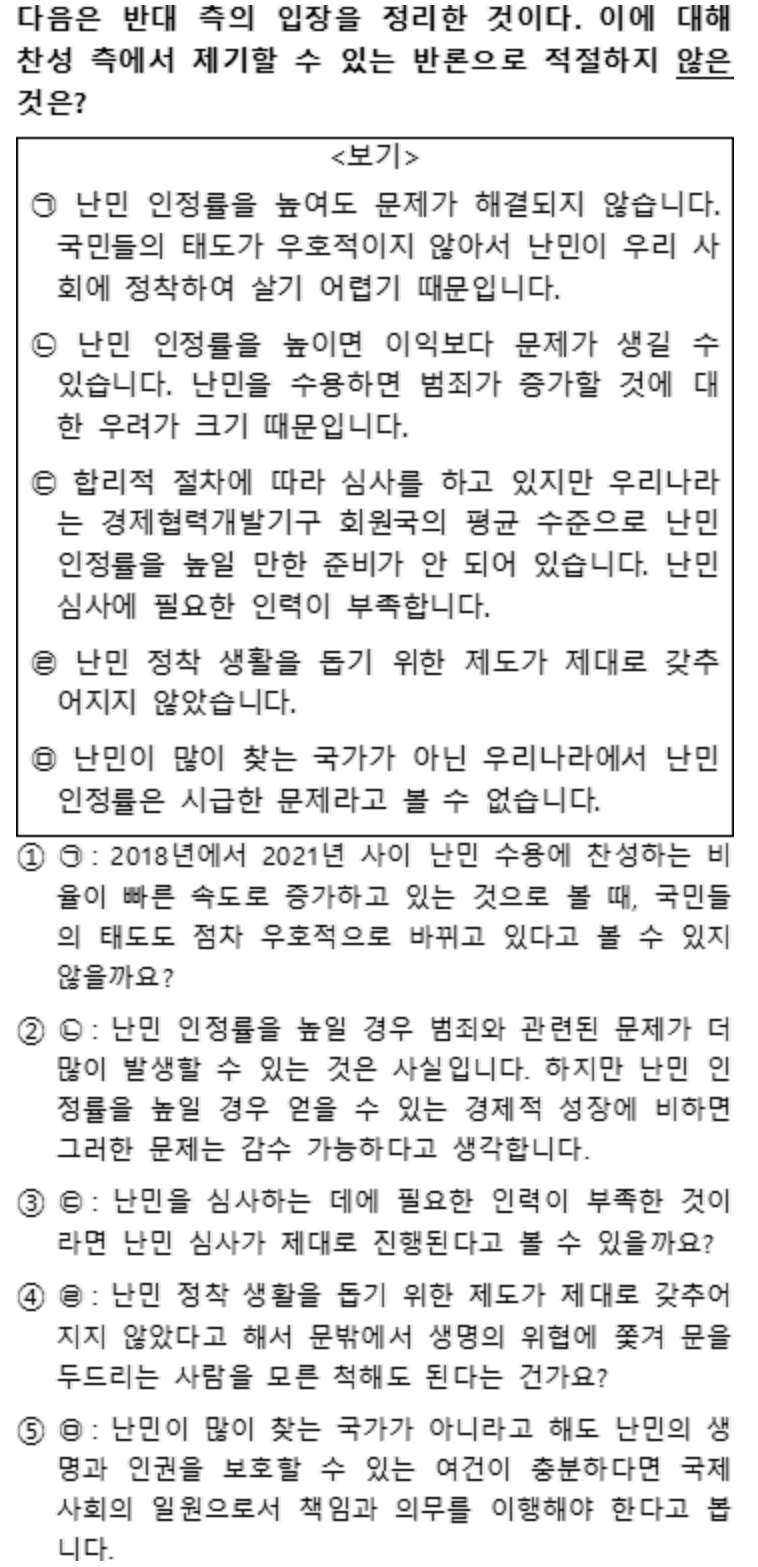 다음은 반대 측의 입장을 정리한 것이다. 이에 대해
찬성 측에서 제기할 수 있는 반론으로 적절하지 않은
것은?
<보기>
㉠ 난민 인정률을 높여도 문제가 해결되지 않습니다.
국민들의 태도가 우호적이지 않아서 난민이 우리 사
회에 정착하여 살기 어렵기 때문입니다.
㉡ 난민 인정률을 높이면 이익보다 문제가 생길 수
있습니다. 난민을 수용하면 범죄가 증가할 것에 대
한 우려가 크기 때문입니다.
㉢ 합리적 절차에 따라 심사를 하고 있지만 우리나라
는 경제협력개발기구 회원국의 평균 수준으로 난민
인정률을 높일 만한 준비가 안 되어 있습니다. 난민
심사에 필요한 인력이 부족합니다.
㉣ 난민 정착 생활을 돕기 위한 제도가 제대로 갖추
어지지 않았습니다.
㉤ 난민이 많이 찾는 국가가 아닌 우리나라에서 난민
인정률은 시급한 문제라고 볼 수 없습니다.
① ㉠ : 2018년에서 2021년 사이 난민 수용에 찬성하는 비
율이 빠른 속도로 증가하고 있는 것으로 볼 때, 국민들
의 태도도 점차 우호적으로 바뀌고 있다고 볼 수 있지
않을까요?
② ㉡ : 난민 인정률을 높일 경우 범죄와 관련된 문제가 더
많이 발생할 수 있는 것은 사실입니다. 하지만 난민 인
정률을 높일 경우 얻을 수 있는 경제적 성장에 비하면
그러한 문제는 감수 가능하다고 생각합니다.
③ ㉢ : 난민을 심사하는 데에 필요한 인력이 부족한 것이
라면 난민 심사가 제대로 진행된다고 볼 수 있을까요?
④ ㉣ : 난민 정착 생활을 돕기 위한 제도가 제대로 갖추어
지지 않았다고 해서 문밖에서 생명의 위협에 쫓겨 문을
두드리는 사람을 모른 척해도 된다는 건가요?
⑤ ㉤ : 난민이 많이 찾는 국가가 아니라고 해도 난민의 생
명과 인권을 보호할 수 있는 여건이 충분하다면 국제
사회의 일원으로서 책임과 의무를 이행해야 한다고 봅
니다.